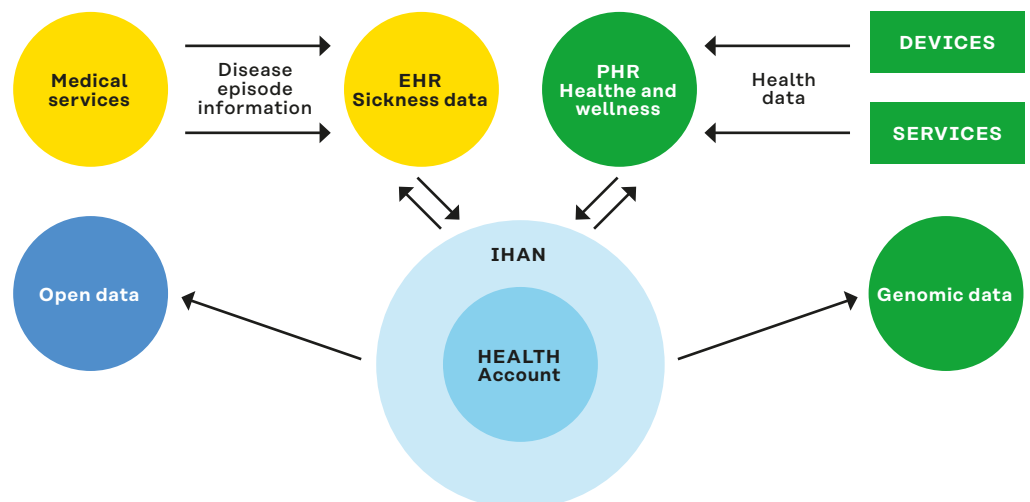 Medical
services
Disease
episode
information
EHR
Sickness data
PHR
Healthe and
wellness
Health
data
DEVICES
SERVICES
Open data
IHAN
HEALTH
Account
Genomic data